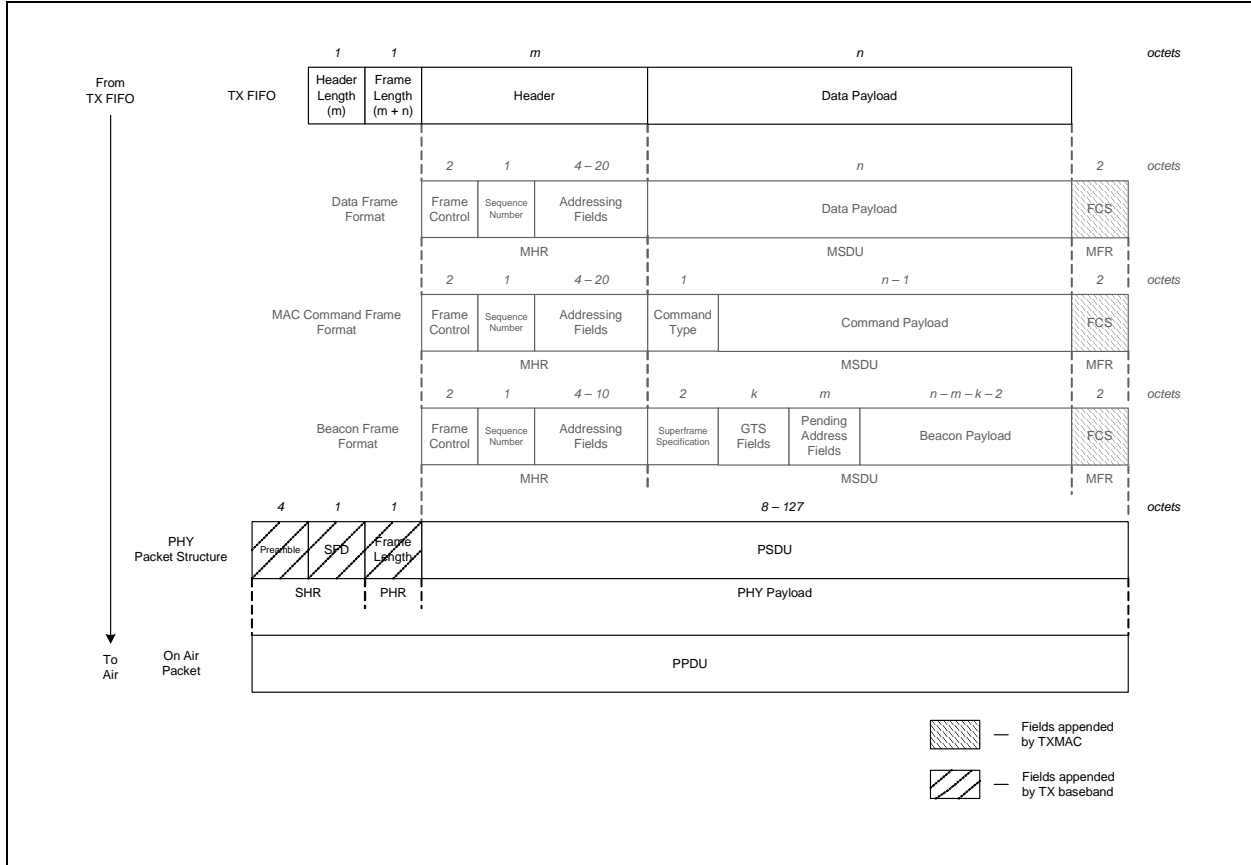 1 1 m n octets
From
TX FIFO
TX FIFO
Header
Length
(m)
Frame
Length
(m + n)
Header
Data Payload
2 1 4 – 20 n 2 octets
Data Frame
Format
Frame
Control
Sequence
Number
Addressing
Fields
Data Payload
FCS
MHR MSDU MFR
2 1 4 – 20 1 n – 1 2 octets
MAC Command Frame
Format
Frame
Control
Sequence
Number
Addressing
Fields
Command
Type
Command Payload
FCS
MHR MSDU MFR
2 1 4 – 10 2 k m n – m – k – 2 2 octets
Beacon Frame
Format
Frame
Control
Sequence
Number
Addressing
Fields
Superframe
Specification
GTS
Fields
Pending
Address
Fields
Beacon Payload
FCS
MHR MSDU MFR
4 1 1 8 – 127 octets
PHY
Packet Structure
Preamble
SFD
Frame
Length
PSDU
SHR PHR PHY Payload
To
Air
On Air
Packet
PPDU
— Fields appended
by TXMAC
— Fields appended
by TX baseband